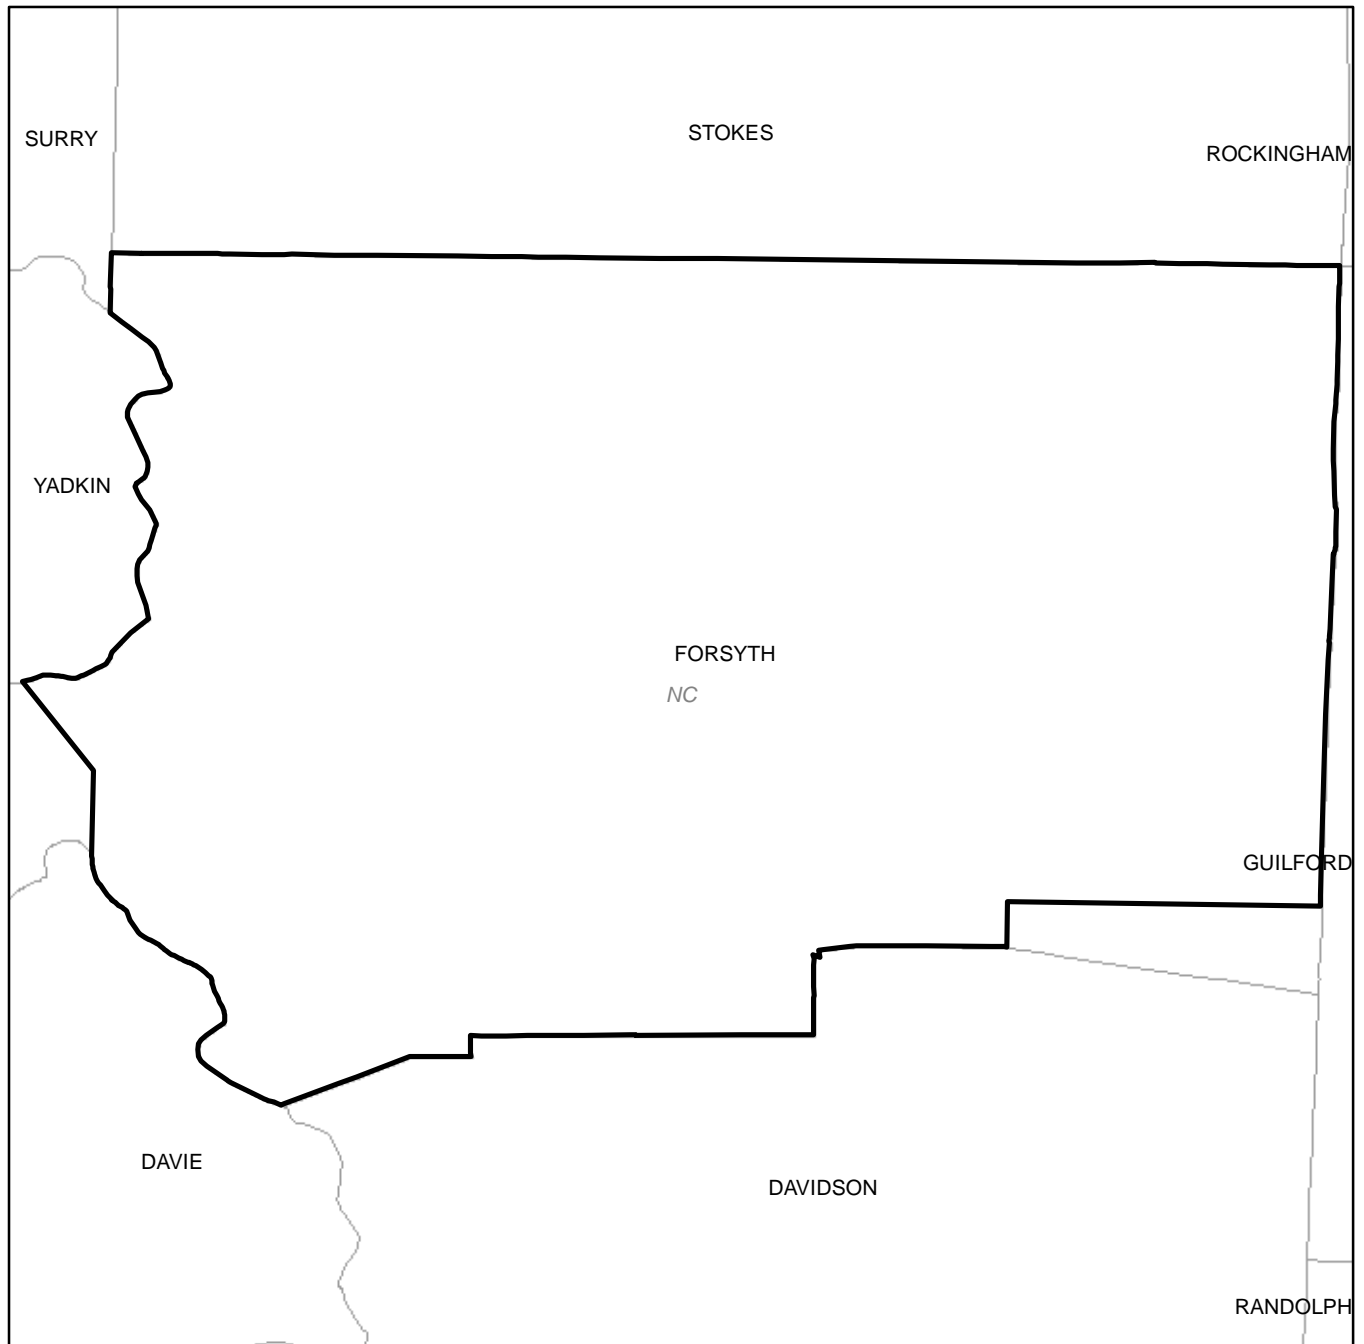 STOKES
SURRY
ROCKINGHAM
YADKIN
FORSYTH
NC
GUILFORD
DAVIE
DAVIDSON
RANDOLPH